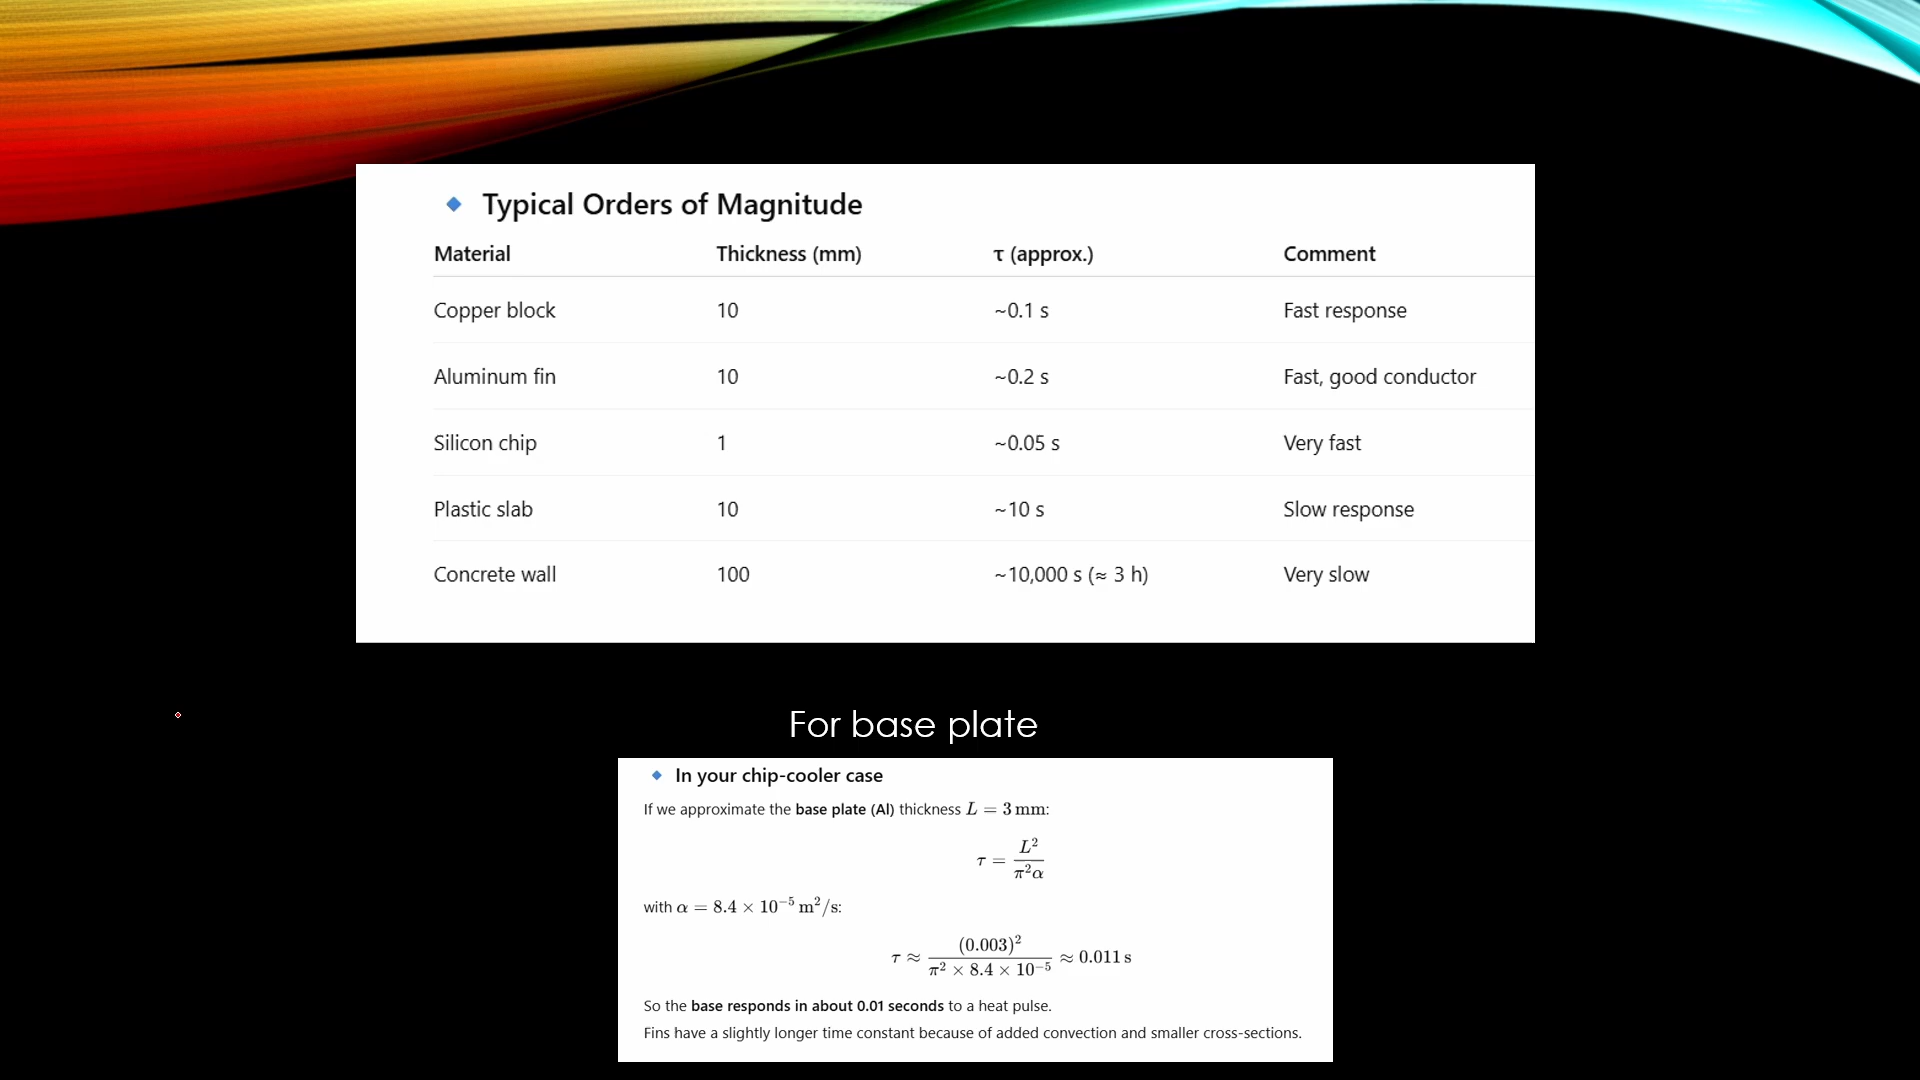 Typical Orders of Magnitude
Material Thickness (mm) τ (approx.) Comment
Copper block 10 ~0.1 s Fast response
Aluminum fin 10 ~0.2 s Fast, good conductor
Silicon chip 1 ~0.05 s Very fast
Plastic slab 10 ~10 s Slow response
Concrete wall 100 ~10,000 s (≈ 3 h) Very slow
For base plate
In your chip-cooler case
If we approximate the base plate (Al) thickness L = 3 mm:
τ = L² / π²α
with α = 8.4 × 10⁻⁵ m²/s:
τ ≈ (0.003)² / π² × 8.4 × 10⁻⁵ ≈ 0.011 s
So the base responds in about 0.01 seconds to a heat pulse.
Fins have a slightly longer time constant because of added convection and smaller cross-sections.